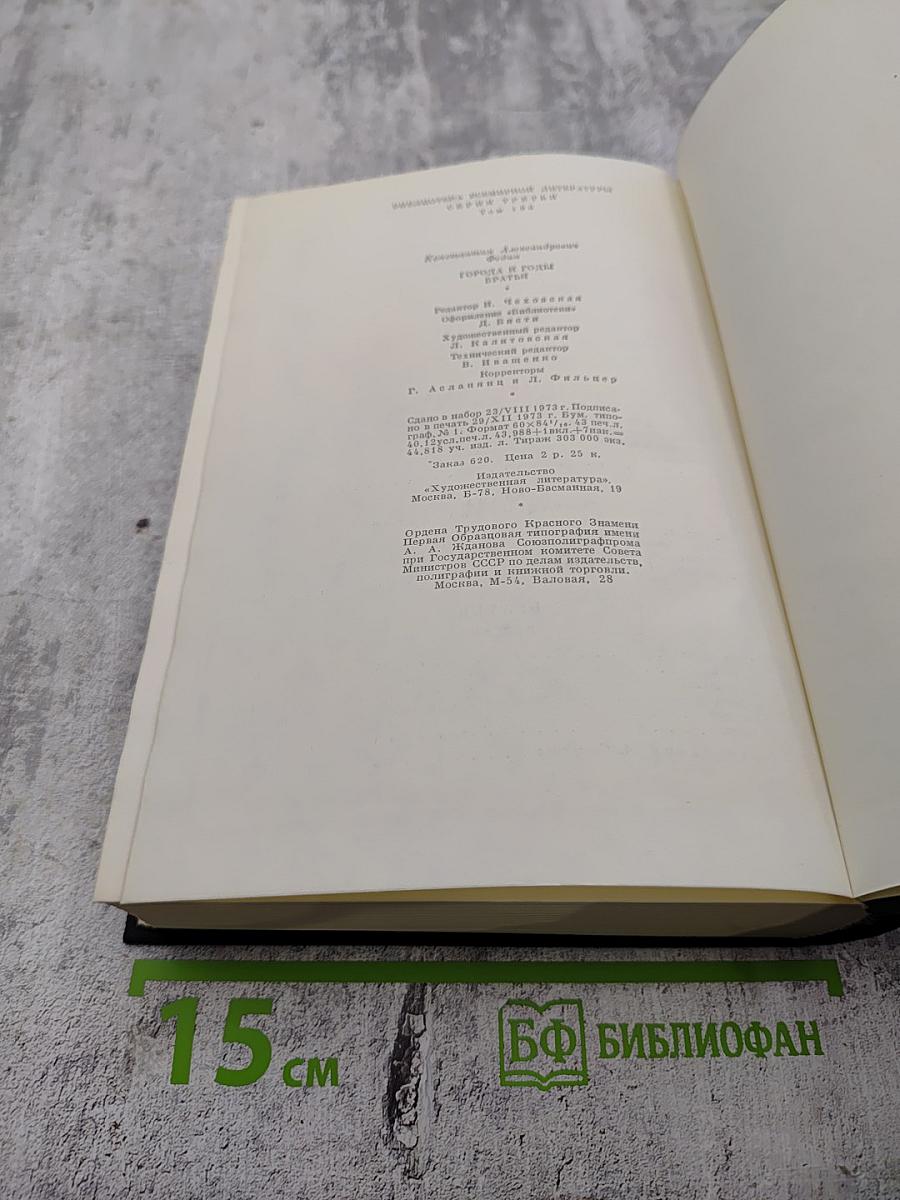 БИБЛИОТЕКА ВСЕМИРНОЙ ЛИТЕРАТУРЫ
СЕРИЯ ТРЕТЬЯ
ТОМ
Константин Александрович
Федин
ГОРОДА И ГОДЫ
БРАТЬЯ
*
Редактор И. Чеховская
Оформление «Библиотеки»
Д. Бисти
Художественный редактор
Л. Калитовская
Технический редактор
В. Иващенко
Корректоры
Г. Асланянц и Л. Фильцер
*
Сдано в набор 23/VIII 1973 г. Подписа-
но в печать 29/XII 1973 г. Бум. типо-
граф. № 1. Формат 60×84¹/₁₆. 43 печ.л.
40,12усл.печ.л. 43,988+1вкл.+7нак.=
44,818 уч. изд. л. Тираж 303 000 экз.
Заказ 620. Цена 2 р. 25 к.
Издательство
«Художественная литература».
Москва, Б-78, Ново-Басманная, 19
*
Ордена Трудового Красного Знамени
Первая Образцовая типография имени
А. А. Жданова Союзполиграфпрома
при Государственном комитете Совета
Министров СССР по делам издательств,
полиграфии и книжной торговли.
Москва, М-54, Валовая, 28
15 см
БФ БИБЛИОФАН